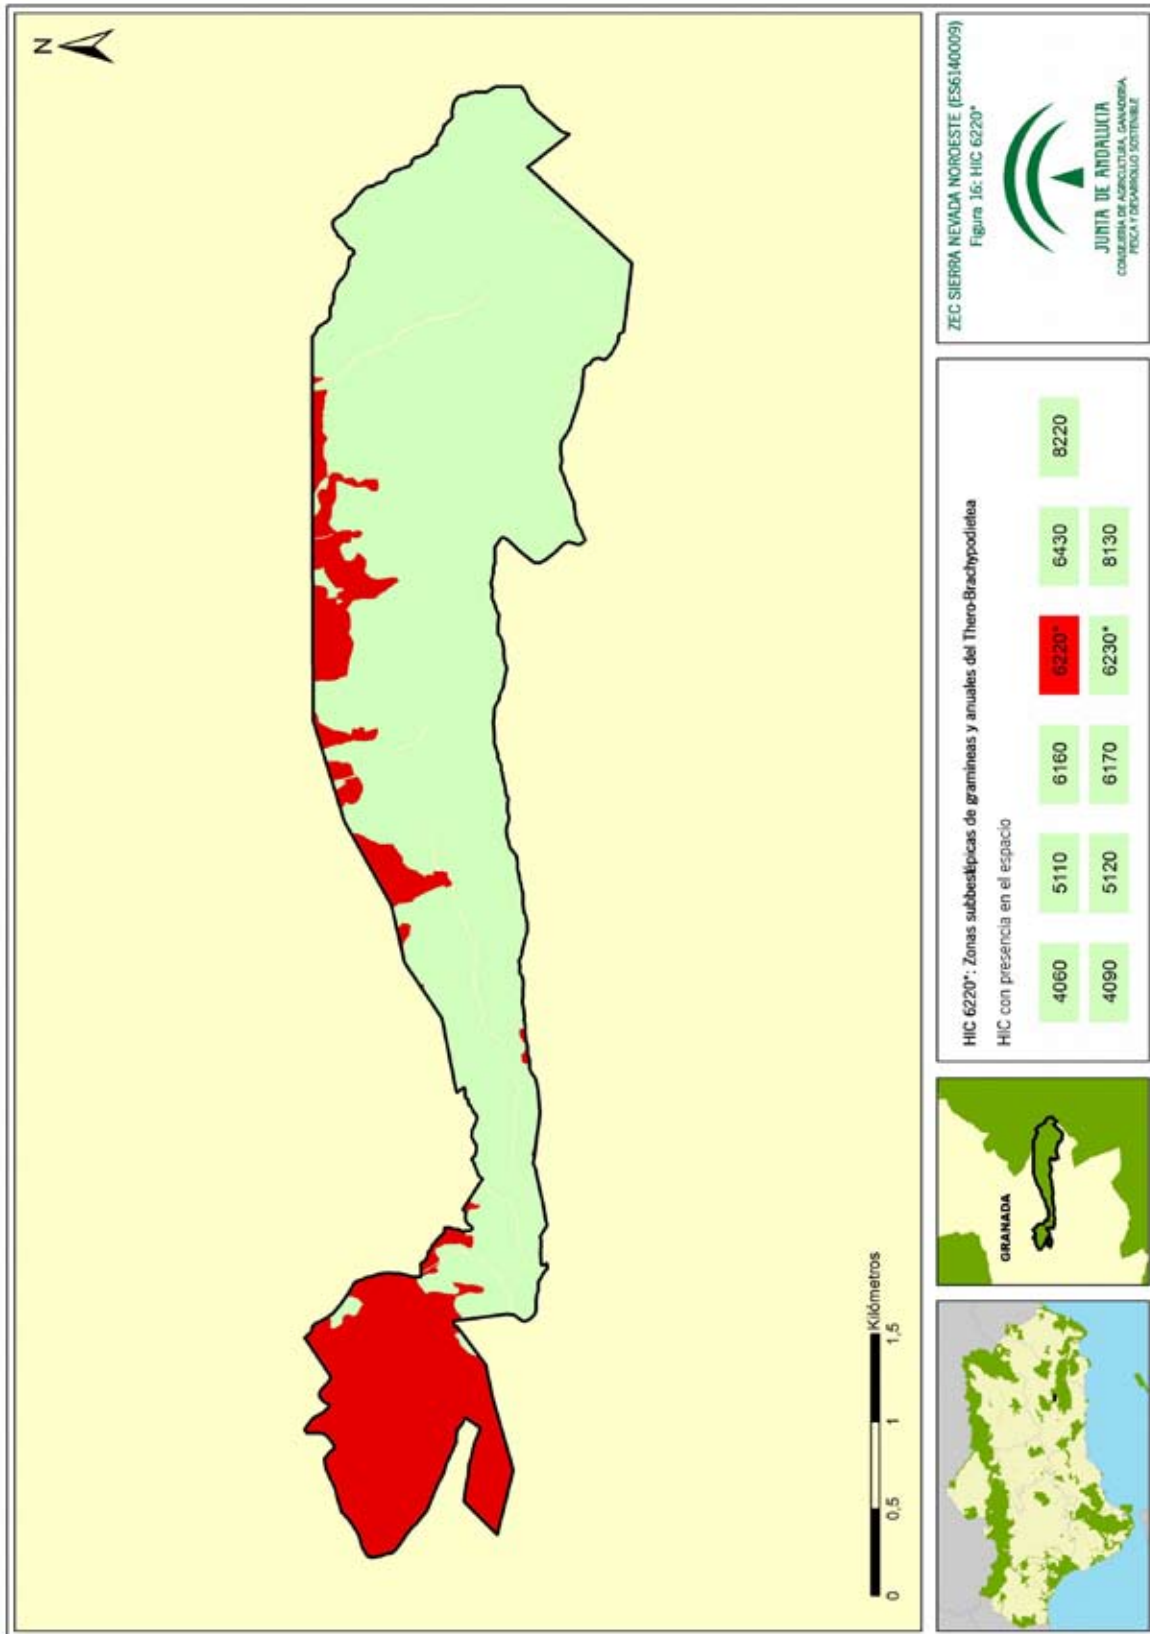 N
0
0,5
1
1,5
Kilómetros
GRANADA
HIC 6220*: Zonas subbestépicas de gramíneas y anuales del Thero-Brachypodietea
HIC con presencia en el espacio
4060
5110
6160
6220*
6430
8220
4090
5120
6170
6230*
8130
ZEC SIERRA NEVADA NOROESTE (ES6140009)
Figura 16: HIC 6220*
JUNTA DE ANDALUCIA
CONSEJERÍA DE AGRICULTURA, GANADERÍA,
PESCA Y DESARROLLO SOSTENIBLE